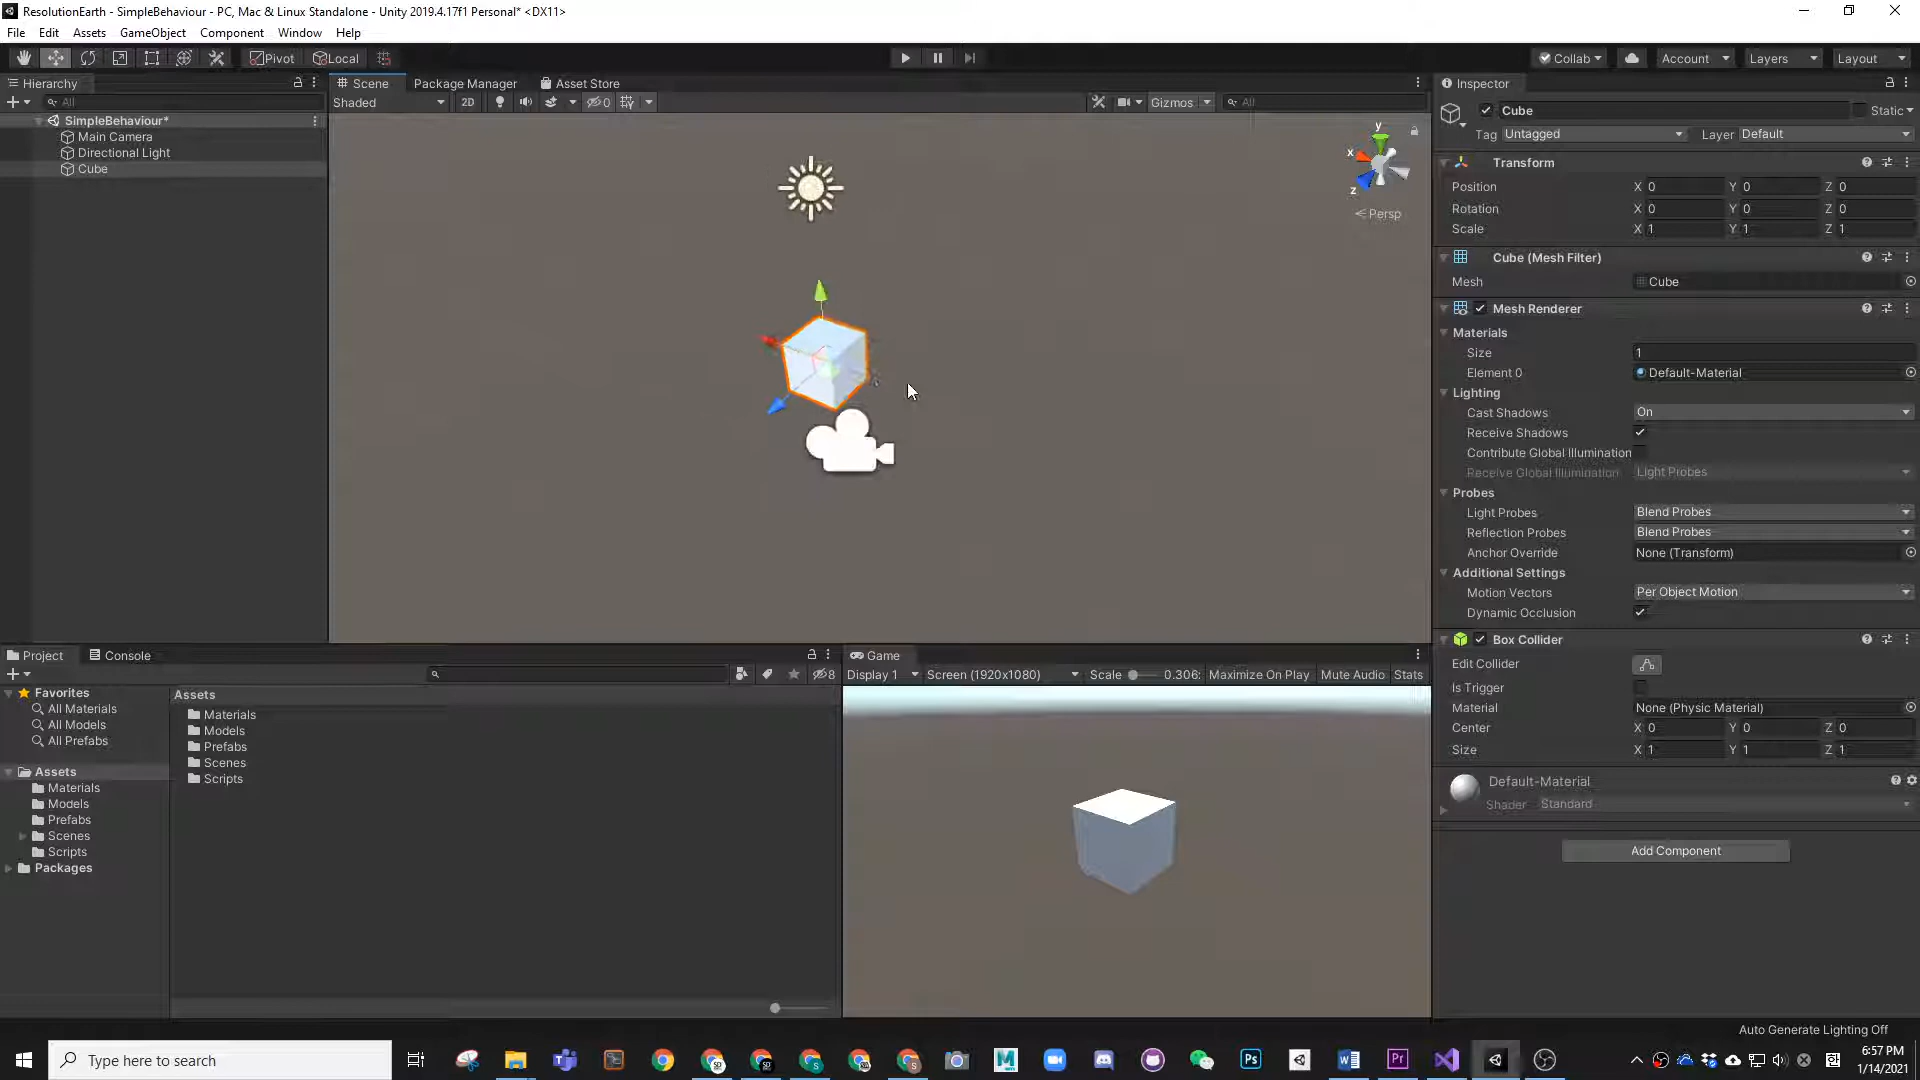 ResolutionEarth - SimpleBehaviour - PC, Mac & Linux Standalone - Unity 2019.4.17f1 Personal* <DX11>
File Edit Assets GameObject Component Window Help
Pivot Local
Collab Account Layers Layout
Hierarchy
All
SimpleBehaviour*
Main Camera
Directional Light
Cube
Scene Package Manager Asset Store
Shaded 2D 0 Gizmos All
y
x
z
Persp
Inspector
Cube Static
Tag Untagged Layer Default
Transform
Position X 0 Y 0 Z 0
Rotation X 0 Y 0 Z 0
Scale X 1 Y 1 Z 1
Cube (Mesh Filter)
Mesh Cube
Mesh Renderer
Materials
Size 1
Element 0 Default-Material
Lighting
Cast Shadows On
Receive Shadows
Contribute Global Illumination
Receive Global Illumination Light Probes
Probes
Light Probes Blend Probes
Reflection Probes Blend Probes
Anchor Override None (Transform)
Additional Settings
Motion Vectors Per Object Motion
Dynamic Occlusion
Box Collider
Edit Collider
Is Trigger
Material None (Physic Material)
Center X 0 Y 0 Z 0
Size X 1 Y 1 Z 1
Default-Material
Shader Standard
Add Component
Project Console
8
Favorites
All Materials
All Models
All Prefabs
Assets
Materials
Models
Prefabs
Scenes
Scripts
Packages
Assets
Materials
Models
Prefabs
Scenes
Scripts
Game
Display 1 Screen (1920x1080) Scale 0.306: Maximize On Play Mute Audio Stats
Auto Generate Lighting Off
Type here to search
6:57 PM
1/14/2021